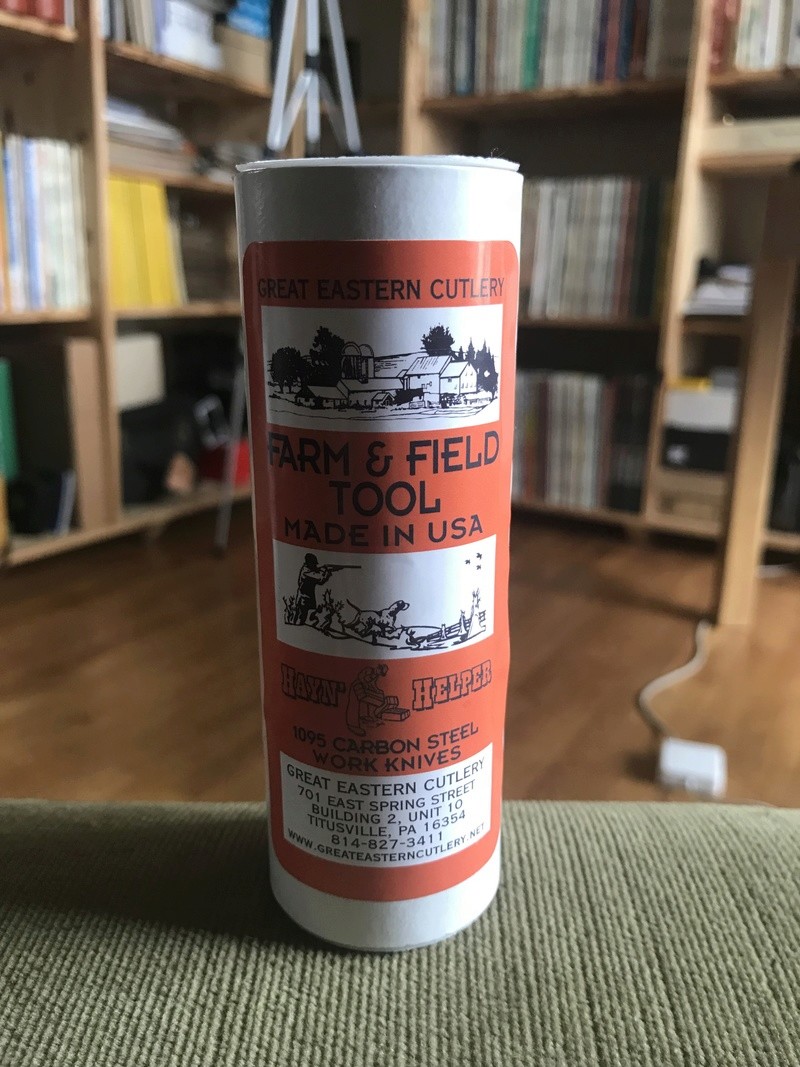 GREAT EASTERN CUTLERY
FARM & FIELD
TOOL
MADE IN USA
HAYN' HELPER
1095 CARBON STEEL
WORK KNIVES
GREAT EASTERN CUTLERY
701 EAST SPRING STREET
BUILDING 2, UNIT 10
TITUSVILLE, PA 16354
814-827-3411
WWW.GREATEASTERNCUTLERY.NET